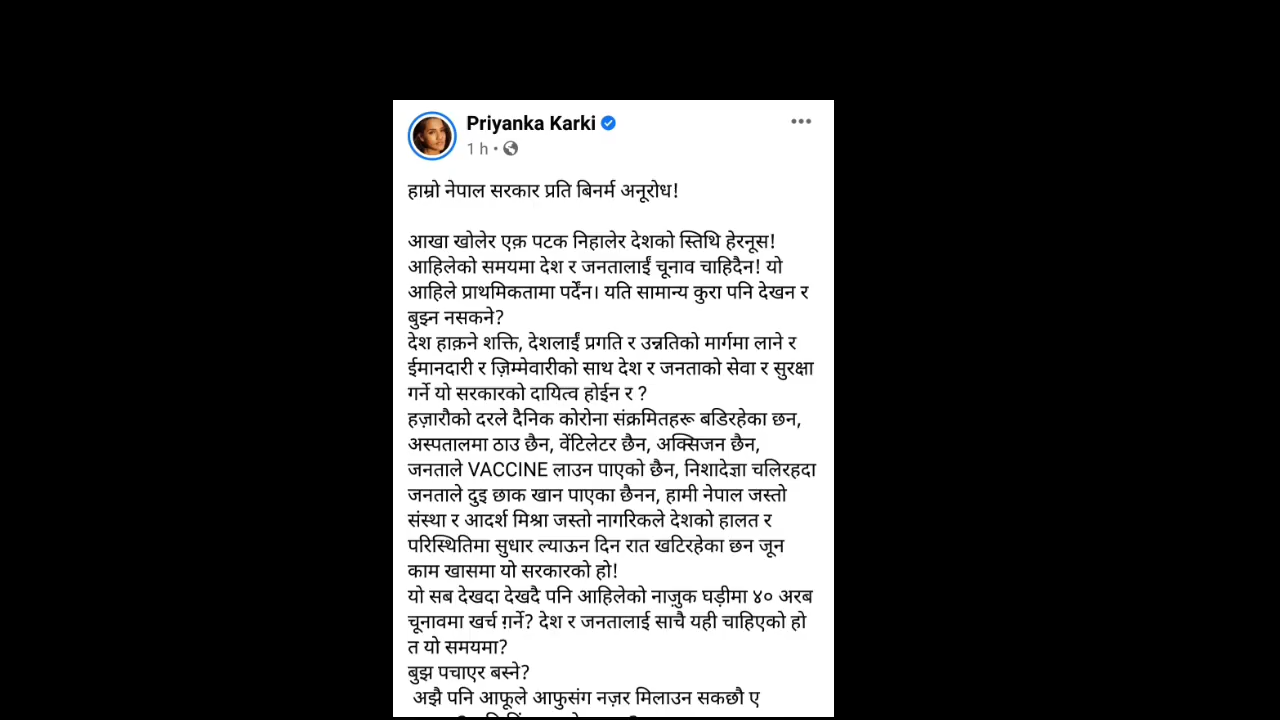 Priyanka Karki
1 h •
हाम्रो नेपाल सरकार प्रति बिनर्म अनूरोध!
आखा खोलेर एक़ पटक निहालेर देशको स्तिथि हेरनूस!
आहिलेको समयमा देश र जनतालाईं चूनाव चाहिदैन! यो
आहिले प्राथमिकतामा पर्देंन। यति सामान्य कुरा पनि देखन र
बुझ्न नसकने?
देश हाक़ने शक्ति, देशलाईं प्रगति र उन्नतिको मार्गमा लाने र
ईमानदारी र ज़िम्मेवारीको साथ देश र जनताको सेवा र सुरक्षा
गर्ने यो सरकारको दायित्व होईन र ?
हज़ारौको दरले दैनिक कोरोना संक्रमितहरू बडिरहेका छन,
अस्पतालमा ठाउ छैन, वेंटिलेटर छैन, अक्सिजन छैन,
जनताले VACCINE लाउन पाएको छैन, निशादेज्ञा चलिरहदा
जनताले दुइ छाक खान पाएका छैनन, हामी नेपाल जस्तो
संस्था र आदर्श मिश्रा जस्तो नागरिकले देशको हालत र
परिस्थितिमा सुधार ल्याऊन दिन रात खटिरहेका छन जून
काम खासमा यो सरकारको हो!
यो सब देखदा देखदै पनि आहिलेको नाज़ुक घड़ीमा ४० अरब
चूनावमा खर्च ग़र्ने? देश र जनतालाई साचै यही चाहिएको हो
त यो समयमा?
बुझ पचाएर बस्ने?
अझै पनि आफूले आफुसंग नज़र मिलाउन सकछौ ए